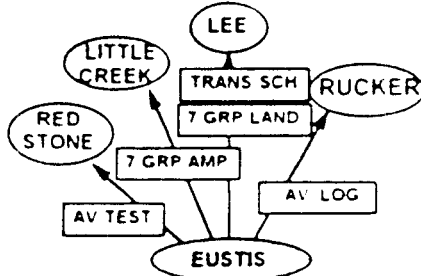 LEE
LITTLE
CREEK
TRANS SCH
RUCKER
7 GRP LAND
RED
STONE
7 GRP AMP
AV LOG
AV TEST
EUSTIS